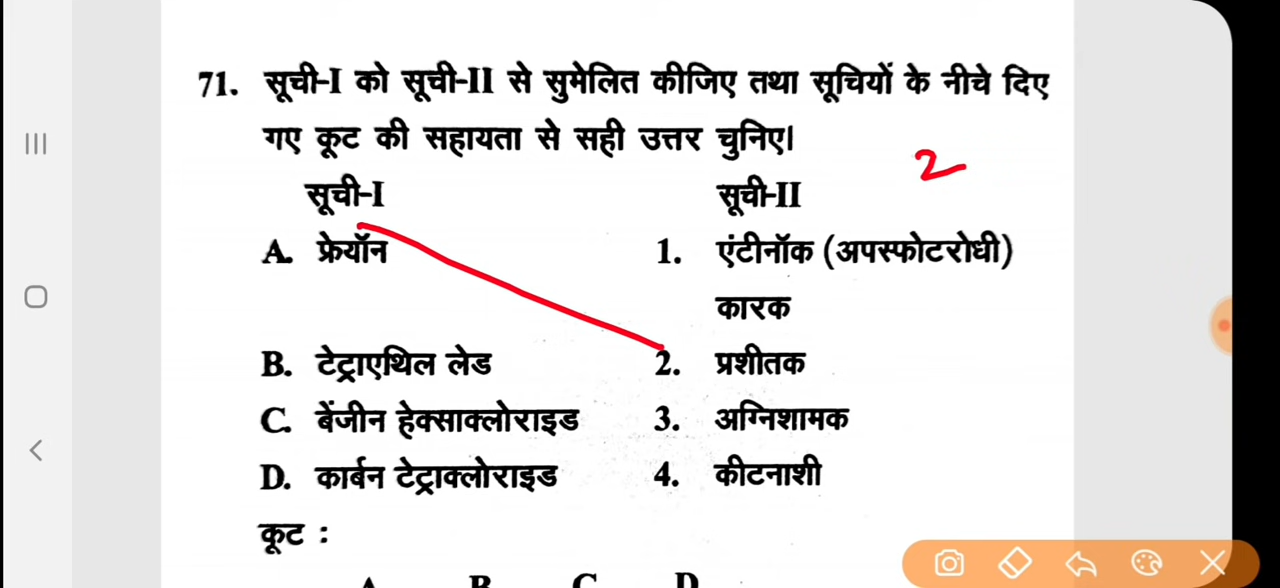 71. सूची-I को सूची-II से सुमेलित कीजिए तथा सूचियों के नीचे दिए
गए कूट की सहायता से सही उत्तर चुनिए।
2
सूची-I सूची-II
A. फ्रेयॉन 1. एंटीनॉक (अपस्फोटरोधी)
कारक
B. टेट्राएथिल लेड 2. प्रशीतक
C. बेंजीन हेक्साक्लोराइड 3. अग्निशामक
D. कार्बन टेट्राक्लोराइड 4. कीटनाशी
कूट :
A B C D